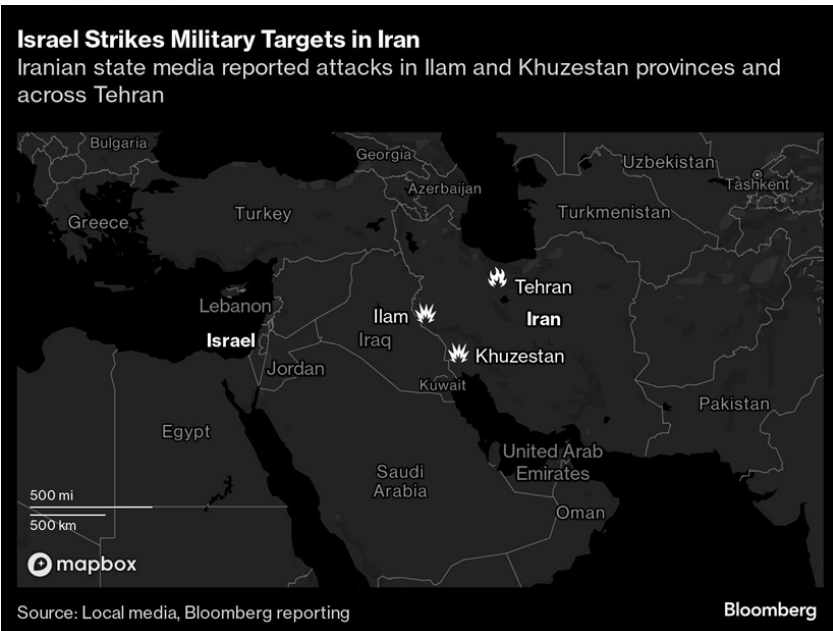 Israel Strikes Military Targets in Iran
Iranian state media reported attacks in Ilam and Khuzestan provinces and
across Tehran
Bulgaria
Georgia
Uzbekistan
Azerbaijan
Tashkent
Greece
Turkey
Turkmenistan
Tehran
Lebanon
Ilam
Iran
Israel
Iraq
Khuzestan
Jordan
Kuwait
Pakistan
Egypt
United Arab
Emirates
Saudi
Arabia
500 mi
Oman
500 km
mapbox
Source: Local media, Bloomberg reporting
Bloomberg